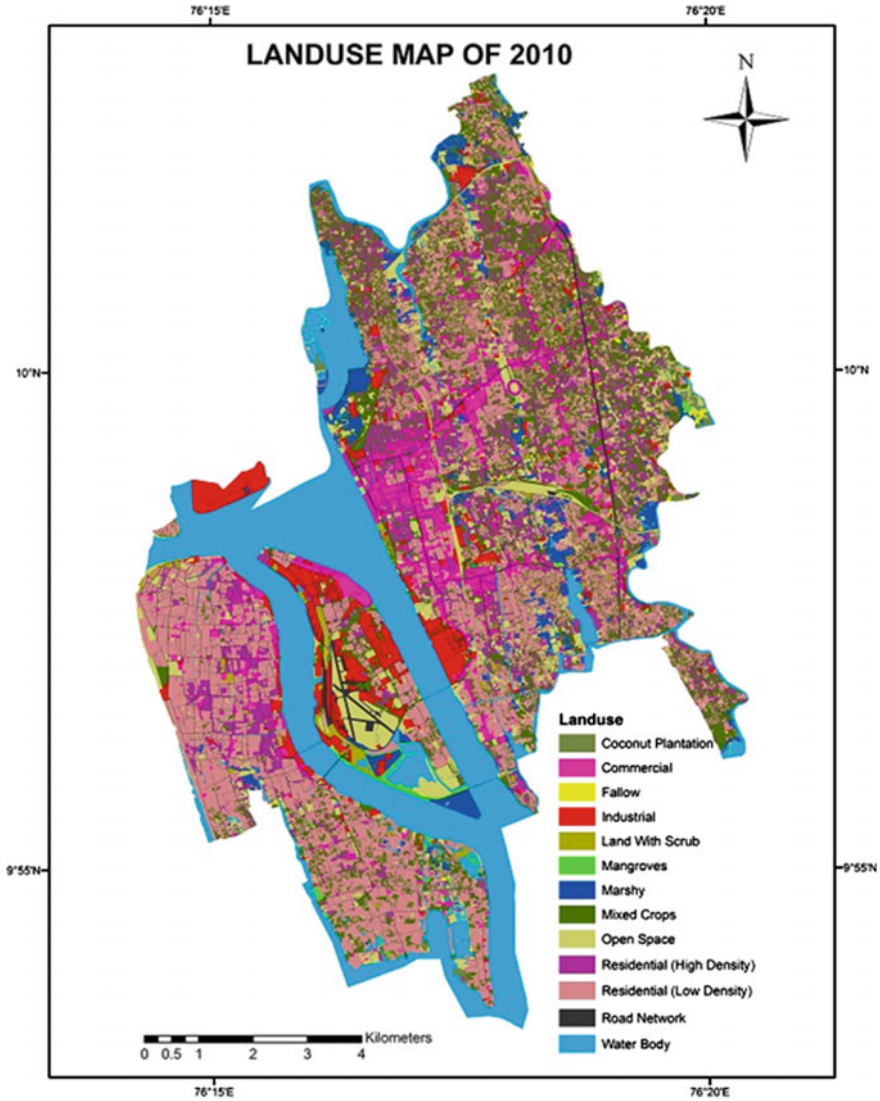 76°15'E 76°20'E
LANDUSE MAP OF 2010
N
10°N 10°N
Landuse
Coconut Plantation
Commercial
Fallow
Industrial
Land With Scrub
Mangroves
Marshy
Mixed Crops
Open Space
Residential (High Density)
Residential (Low Density)
Road Network
Water Body
9°55'N 9°55'N
Kilometers
0 0.5 1 2 3 4
76°15'E 76°20'E